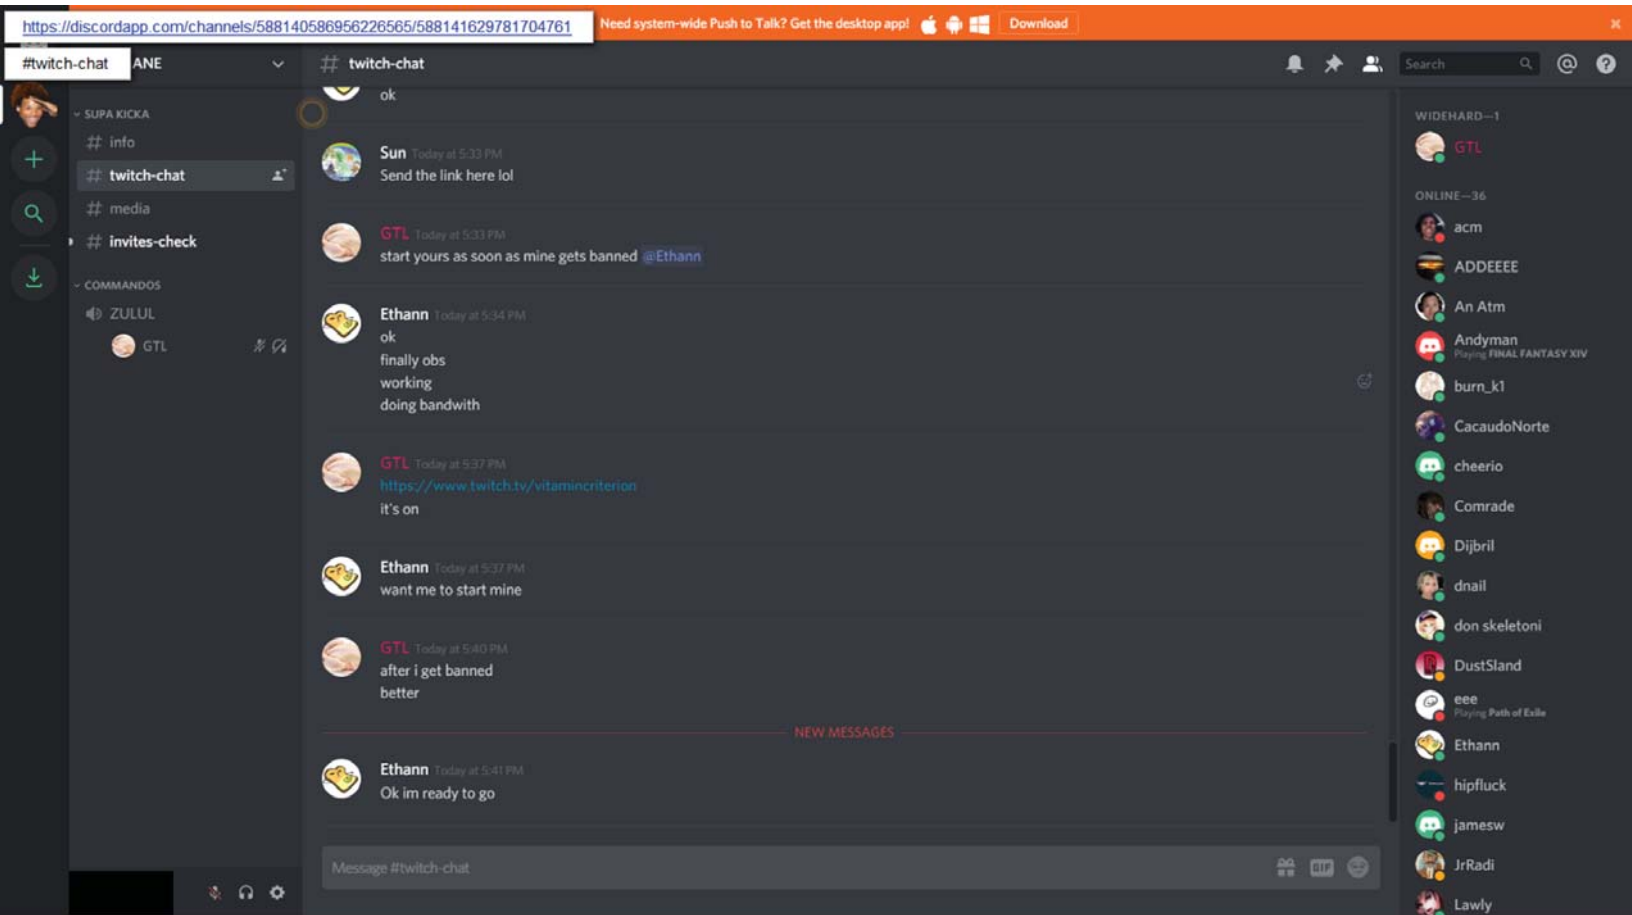 https://discordapp.com/channels/588140586956226565/588141629781704761
Need system-wide Push to Talk? Get the desktop app!
Download
#twitch-chat
ANE
# twitch-chat
Search
SUPA KICKA
# info
# twitch-chat
# media
# invites-check
COMMANDOS
ZULUL
GTL
ok
Sun Today at 5:33 PM
Send the link here lol
GTL Today at 5:33 PM
start yours as soon as mine gets banned @Ethann
Ethann Today at 5:34 PM
ok
finally obs
working
doing bandwith
GTL Today at 5:37 PM
https://www.twitch.tv/vitamincriterion
it's on
Ethann Today at 5:37 PM
want me to start mine
GTL Today at 5:40 PM
after i get banned
better
NEW MESSAGES
Ethann Today at 5:41 PM
Ok im ready to go
Message #twitch-chat
GIF
WIDEHARD—1
GTL
ONLINE—36
acm
ADDEEEE
An Atm
Andyman
Playing FINAL FANTASY XIV
burn_k1
CacaudoNorte
cheerio
Comrade
Dijbril
dnail
don skeletoni
DustSland
eee
Playing Path of Exile
Ethann
hipfluck
jamesw
JrRadi
Lawly